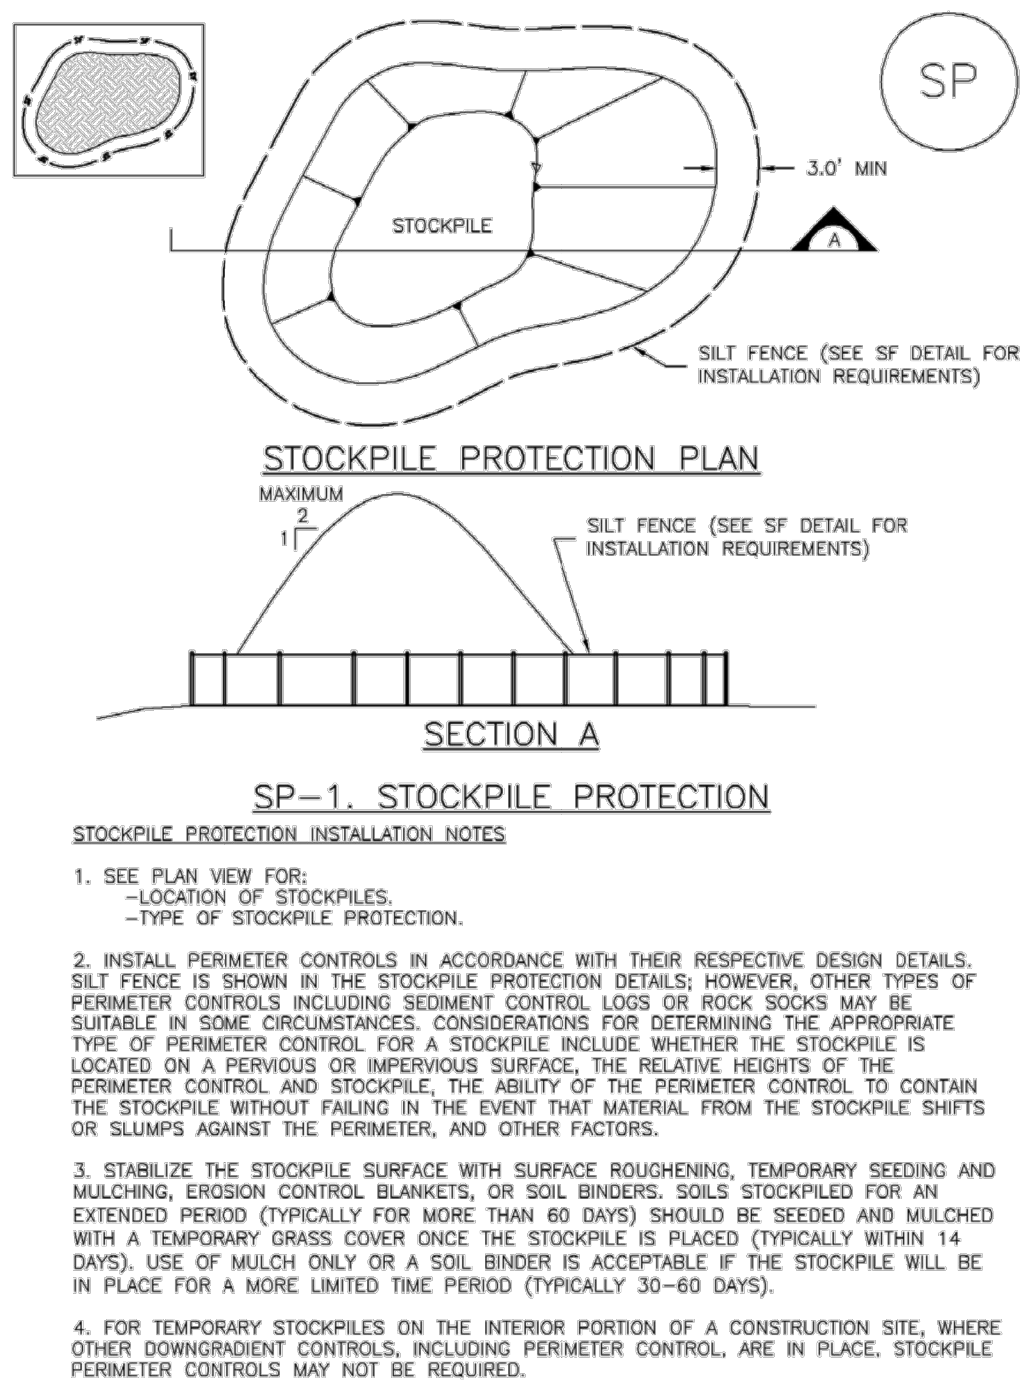 SP
3.0' MIN
STOCKPILE
A
SILT FENCE (SEE SF DETAIL FOR
INSTALLATION REQUIREMENTS)
STOCKPILE PROTECTION PLAN
MAXIMUM
2
1
SILT FENCE (SEE SF DETAIL FOR
INSTALLATION REQUIREMENTS)
SECTION A
SP-1. STOCKPILE PROTECTION
STOCKPILE PROTECTION INSTALLATION NOTES
1. SEE PLAN VIEW FOR:
-LOCATION OF STOCKPILES.
-TYPE OF STOCKPILE PROTECTION.
2. INSTALL PERIMETER CONTROLS IN ACCORDANCE WITH THEIR RESPECTIVE DESIGN DETAILS.
SILT FENCE IS SHOWN IN THE STOCKPILE PROTECTION DETAILS; HOWEVER, OTHER TYPES OF
PERIMETER CONTROLS INCLUDING SEDIMENT CONTROL LOGS OR ROCK SOCKS MAY BE
SUITABLE IN SOME CIRCUMSTANCES. CONSIDERATIONS FOR DETERMINING THE APPROPRIATE
TYPE OF PERIMETER CONTROL FOR A STOCKPILE INCLUDE WHETHER THE STOCKPILE IS
LOCATED ON A PERVIOUS OR IMPERVIOUS SURFACE, THE RELATIVE HEIGHTS OF THE
PERIMETER CONTROL AND STOCKPILE, THE ABILITY OF THE PERIMETER CONTROL TO CONTAIN
THE STOCKPILE WITHOUT FAILING IN THE EVENT THAT MATERIAL FROM THE STOCKPILE SHIFTS
OR SLUMPS AGAINST THE PERIMETER, AND OTHER FACTORS.
3. STABILIZE THE STOCKPILE SURFACE WITH SURFACE ROUGHENING, TEMPORARY SEEDING AND
MULCHING, EROSION CONTROL BLANKETS, OR SOIL BINDERS. SOILS STOCKPILED FOR AN
EXTENDED PERIOD (TYPICALLY FOR MORE THAN 60 DAYS) SHOULD BE SEEDED AND MULCHED
WITH A TEMPORARY GRASS COVER ONCE THE STOCKPILE IS PLACED (TYPICALLY WITHIN 14
DAYS). USE OF MULCH ONLY OR A SOIL BINDER IS ACCEPTABLE IF THE STOCKPILE WILL BE
IN PLACE FOR A MORE LIMITED TIME PERIOD (TYPICALLY 30-60 DAYS).
4. FOR TEMPORARY STOCKPILES ON THE INTERIOR PORTION OF A CONSTRUCTION SITE, WHERE
OTHER DOWNGRADIENT CONTROLS, INCLUDING PERIMETER CONTROL, ARE IN PLACE, STOCKPILE
PERIMETER CONTROLS MAY NOT BE REQUIRED.